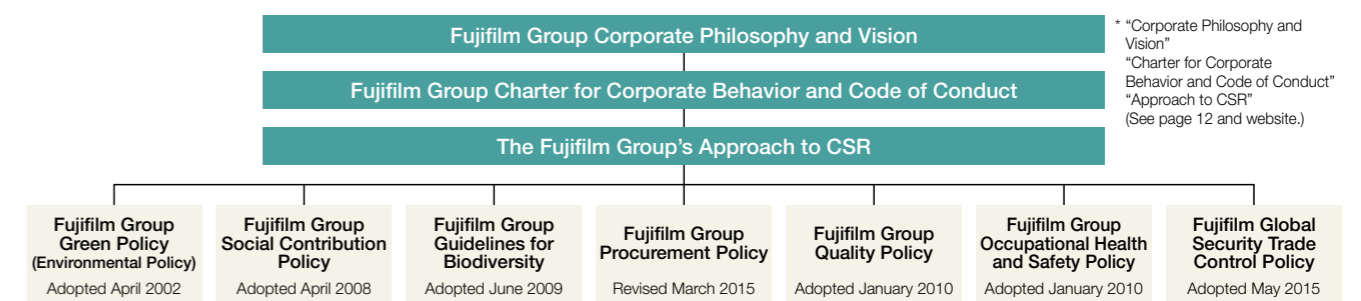 Fujifilm Group Corporate Philosophy and Vision
Fujifilm Group Charter for Corporate Behavior and Code of Conduct
The Fujifilm Group's Approach to CSR
* “Corporate Philosophy and
Vision”
“Charter for Corporate
Behavior and Code of Conduct”
“Approach to CSR”
(See page 12 and website.)
Fujifilm Group
Green Policy
(Environmental Policy)
Adopted April 2002
Fujifilm Group
Social Contribution
Policy
Adopted April 2008
Fujifilm Group
Guidelines for
Biodiversity
Adopted June 2009
Fujifilm Group
Procurement Policy
Revised March 2015
Fujifilm Group
Quality Policy
Adopted January 2010
Fujifilm Group
Occupational Health
and Safety Policy
Adopted January 2010
Fujifilm Global
Security Trade
Control Policy
Adopted May 2015